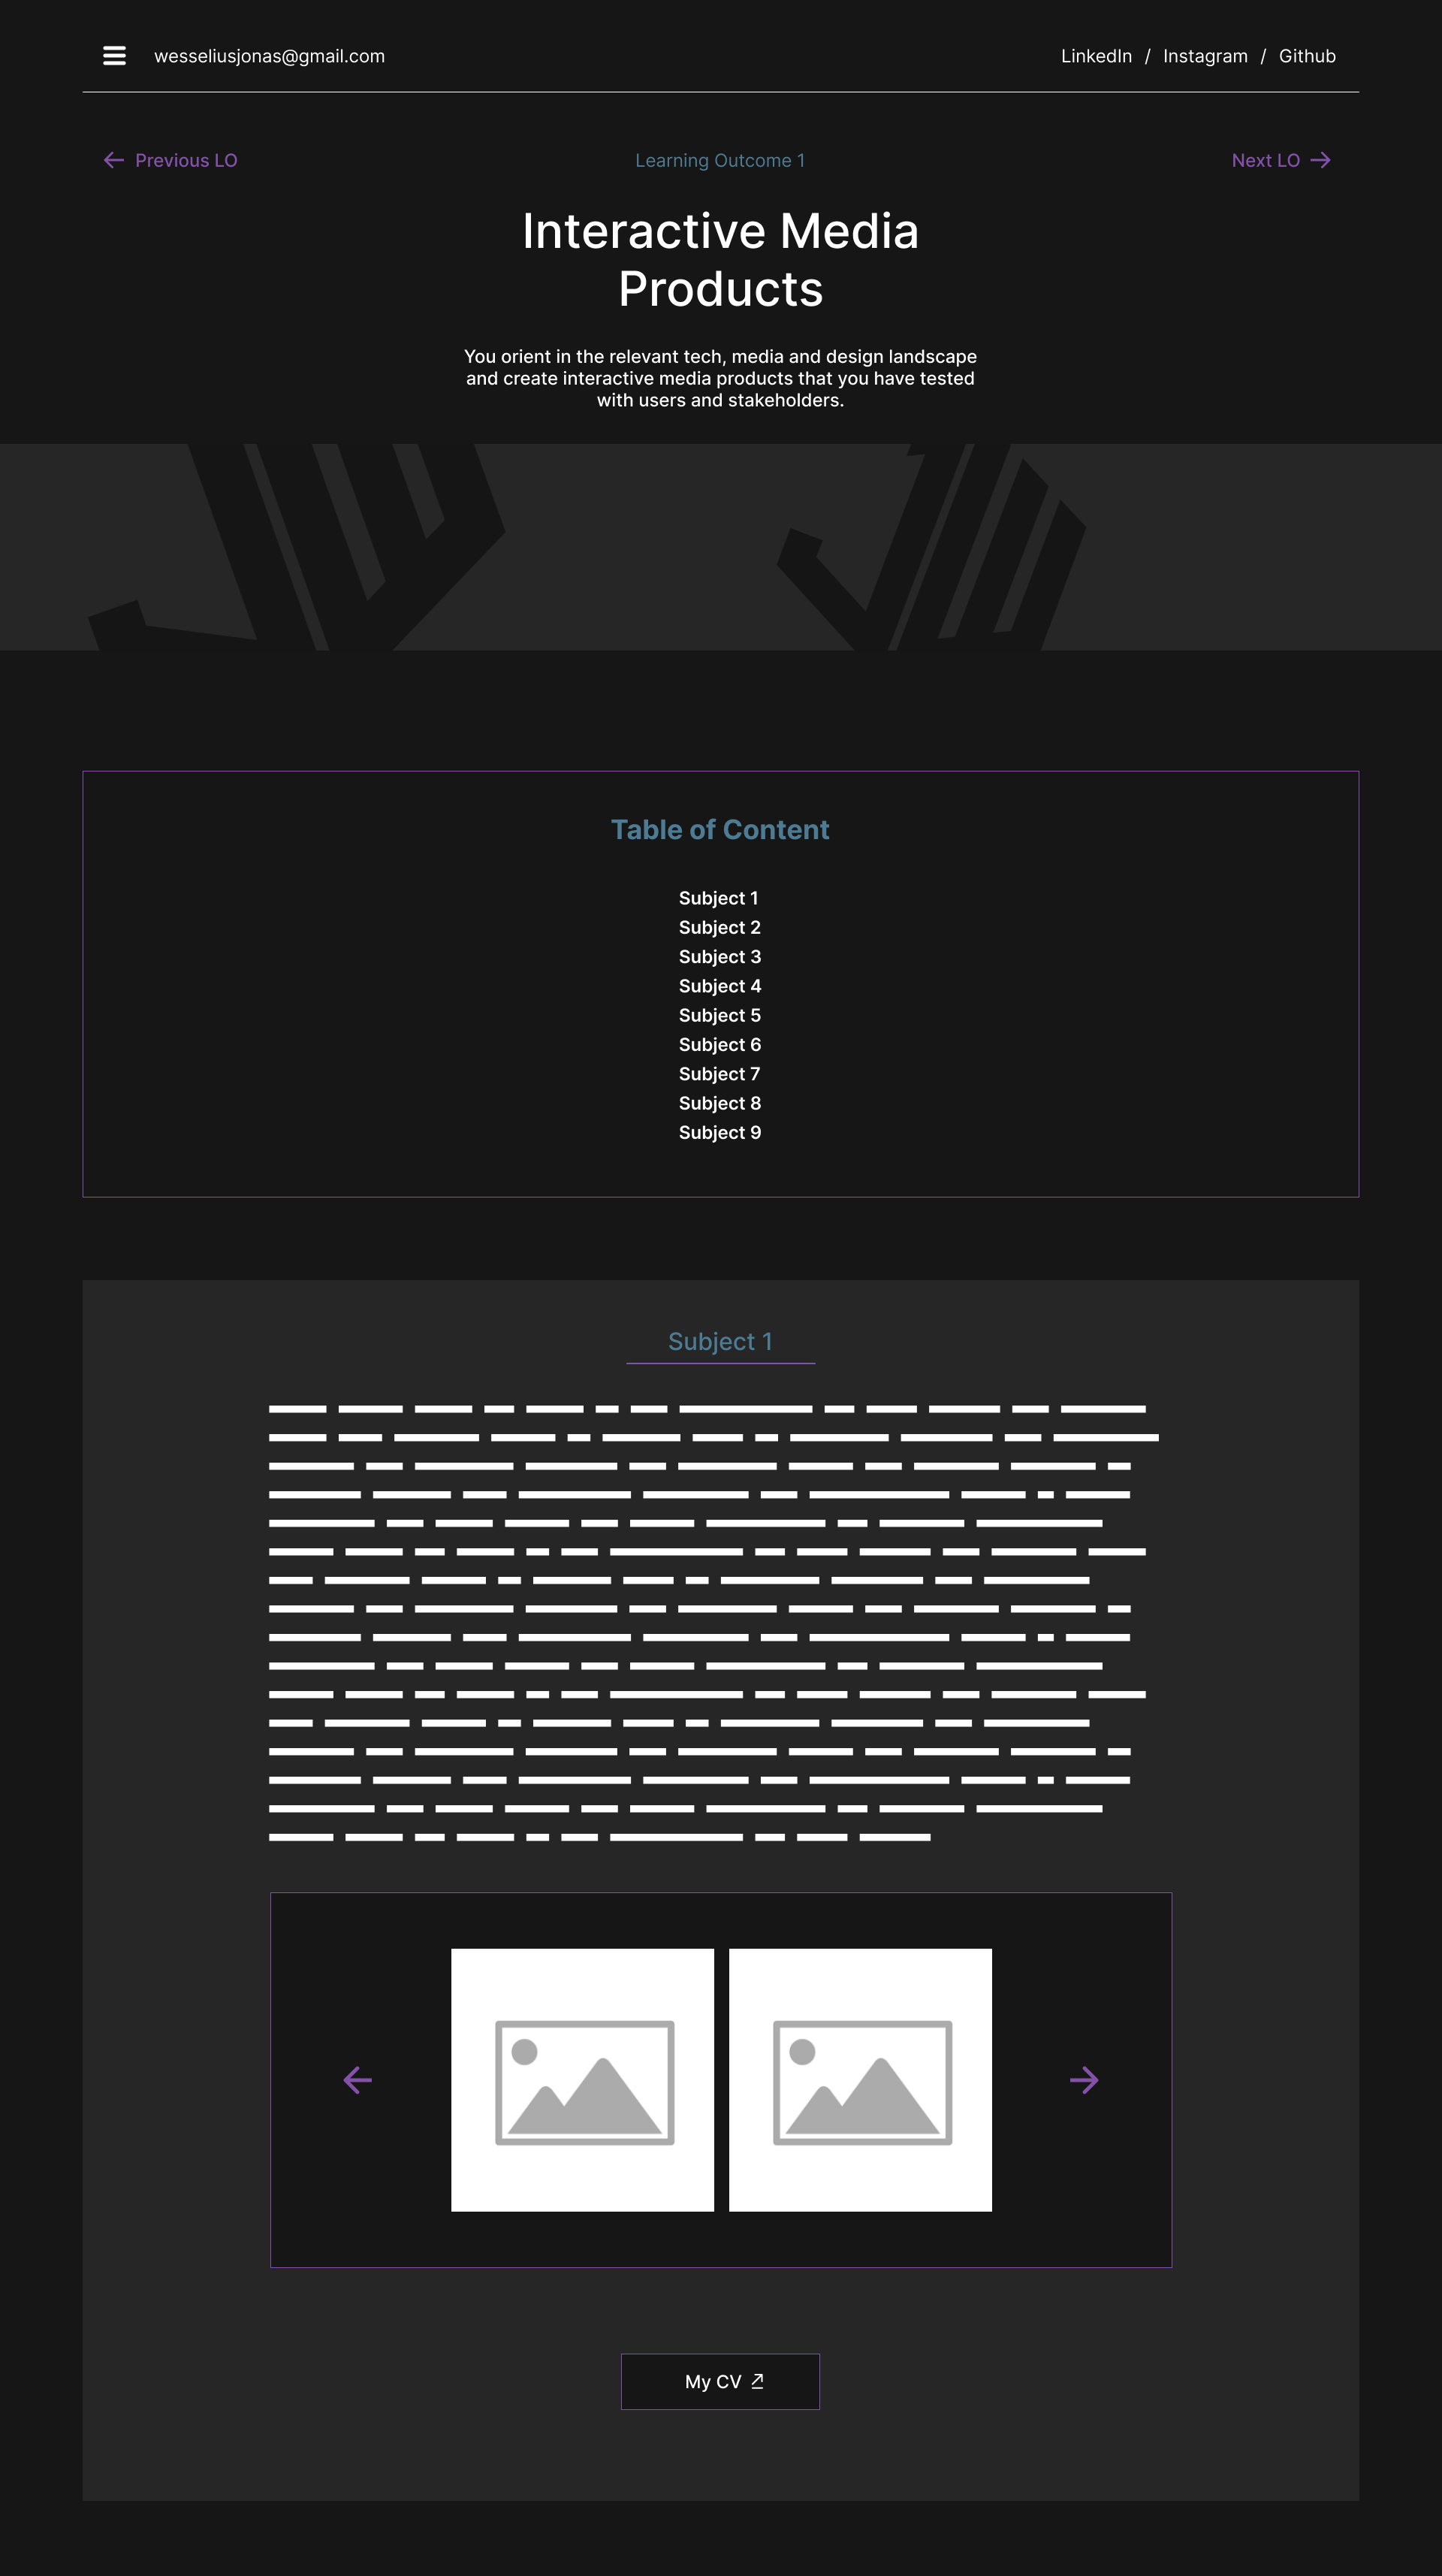 wesseliusjonas@gmail.com
LinkedIn / Instagram / Github
Previous LO
Learning Outcome 1
Next LO
Interactive Media
Products
You orient in the relevant tech, media and design landscape
and create interactive media products that you have tested
with users and stakeholders.
Table of Content
Subject 1
Subject 2
Subject 3
Subject 4
Subject 5
Subject 6
Subject 7
Subject 8
Subject 9
Subject 1
My CV